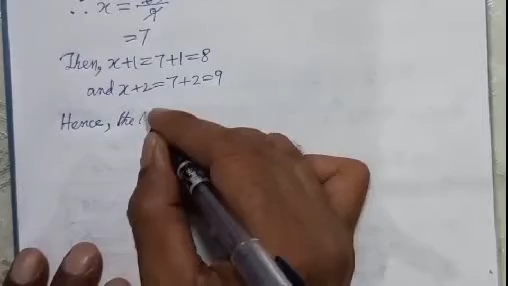 ∴ x =
= 7
Then, x+1=7+1=8
and x+2=7+2=9
Hence, the